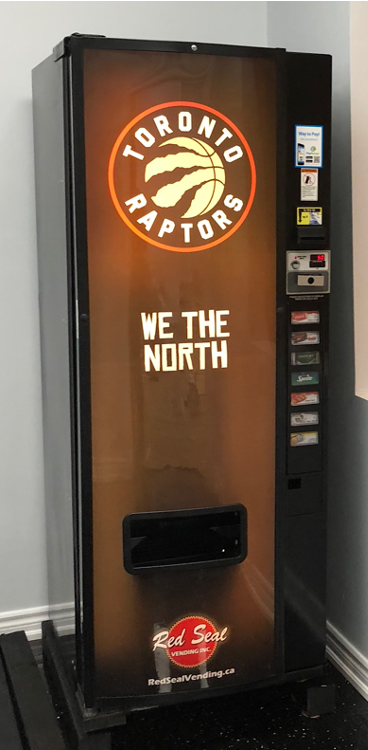 TORONTO
RAPTORS
WE THE
NORTH
Red Seal
VENDING INC.
RedSealVending.ca